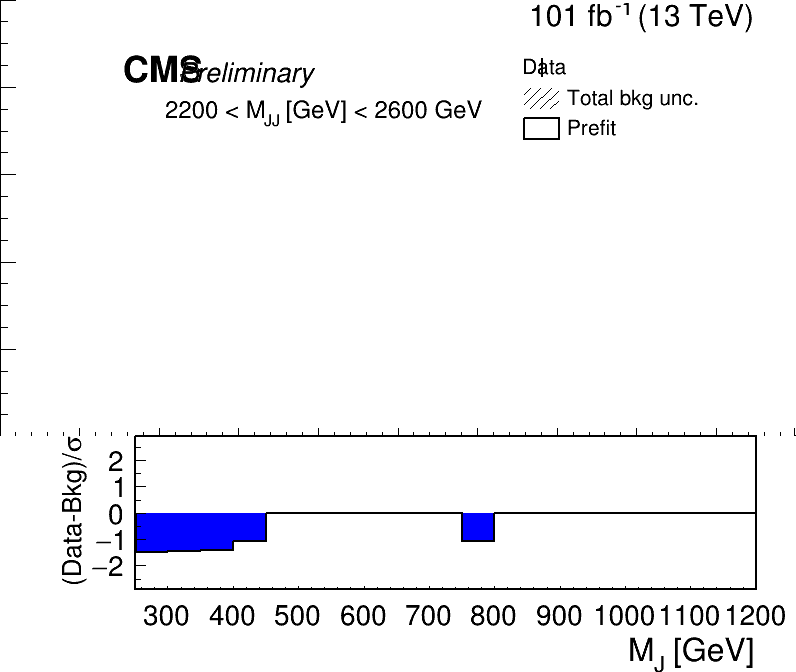 101 fb⁻¹ (13 TeV)
CMS Preliminary
Data
2200 < M_JJ [GeV] < 2600 GeV
Total bkg unc.
Prefit
(Data-Bkg)/σ
2
1
0
−1
−2
300 400 500 600 700 800 900 1000 1100 1200
M_J [GeV]